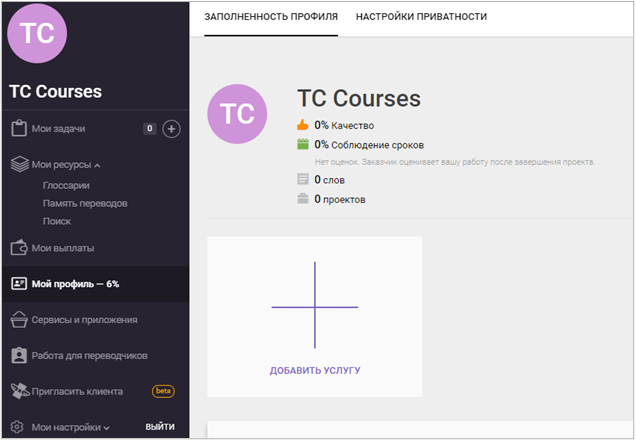 TC
TC Courses
Мои задачи 0
Мои ресурсы
Глоссарии
Память переводов
Поиск
Мои выплаты
Мой профиль — 6%
Сервисы и приложения
Работа для переводчиков
Пригласить клиента beta
Мои настройки ВЫЙТИ
ЗАПОЛНЕННОСТЬ ПРОФИЛЯ НАСТРОЙКИ ПРИВАТНОСТИ
TC
TC Courses
0% Качество
0% Соблюдение сроков
Нет оценок. Заказчик оценивает вашу работу после завершения проекта.
0 слов
0 проектов
ДОБАВИТЬ УСЛУГУ